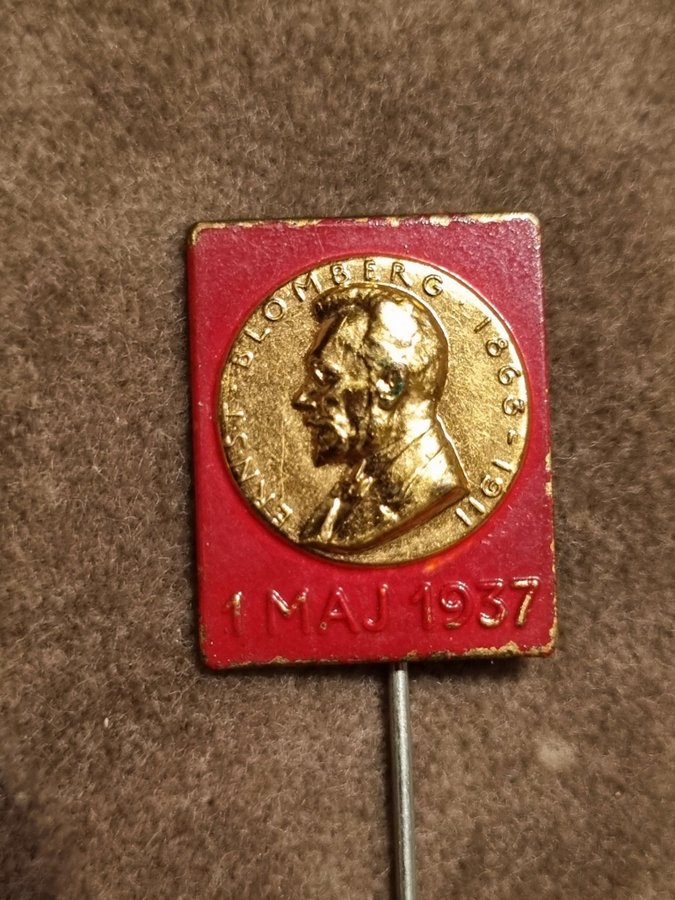 ERNST · BLOMBERG · 1863 - 1911
1 MAJ 1937